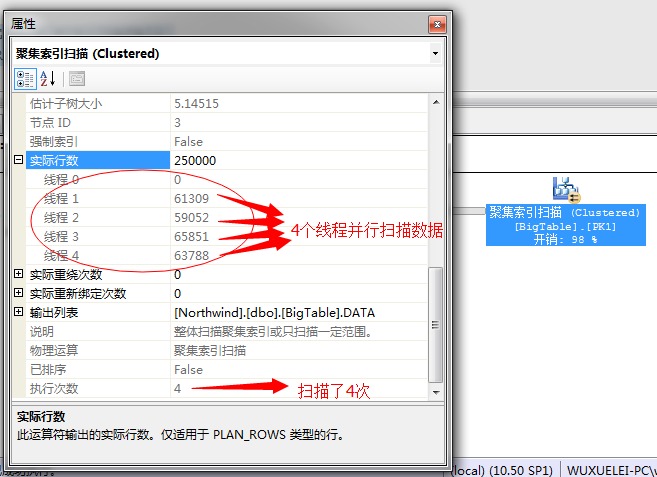 属性
聚集索引扫描 (Clustered)
估计子树大小 5.14515
节点 ID 3
强制索引 False
实际行数 250000
线程 0 0
线程 1 61309
线程 2 59052
线程 3 65851
线程 4 63788
4个线程并行扫描数据
实际重绕次数 0
实际重新绑定次数 0
输出列表 [Northwind].[dbo].[BigTable].DATA
说明 整体扫描聚集索引或只扫描一定范围。
物理运算 聚集索引扫描
已排序 False
执行次数 4
扫描了4次
实际行数
此运算符输出的实际行数。仅适用于 PLAN_ROWS 类型的行。
聚集索引扫描 (Clustered)
[BigTable].[PK1]
开销: 98 %
(local) (10.50 SP1)
WUXUELEI-PC\